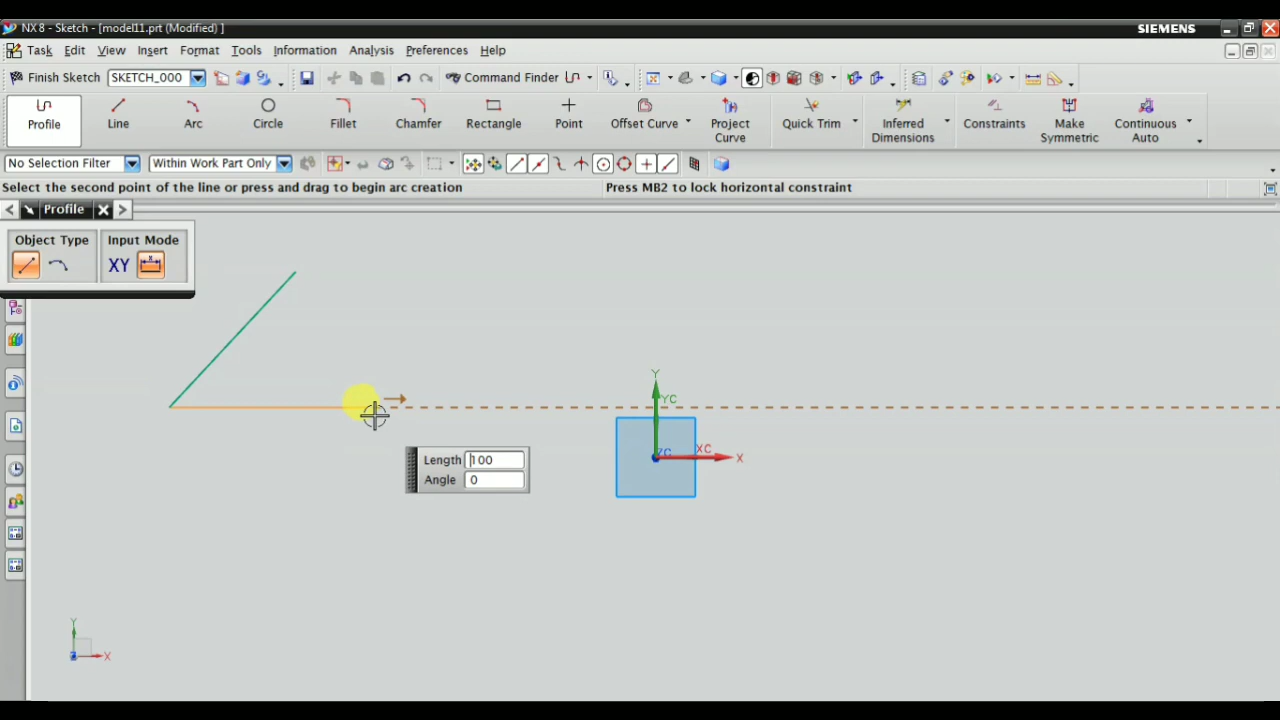 NX 8 - Sketch - [model11.prt (Modified) ]
SIEMENS
Task Edit View Insert Format Tools Information Analysis Preferences Help
Finish Sketch SKETCH_000 Command Finder
Profile Line Arc Circle Fillet Chamfer Rectangle Point Offset Curve Project Curve Quick Trim Inferred Dimensions Constraints Make Symmetric Continuous Auto
No Selection Filter Within Work Part Only
Select the second point of the line or press and drag to begin arc creation
Press MB2 to lock horizontal constraint
Profile
Object Type Input Mode
XY
Y
YC
XC
ZC
X
Length 100
Angle 0
Y
X